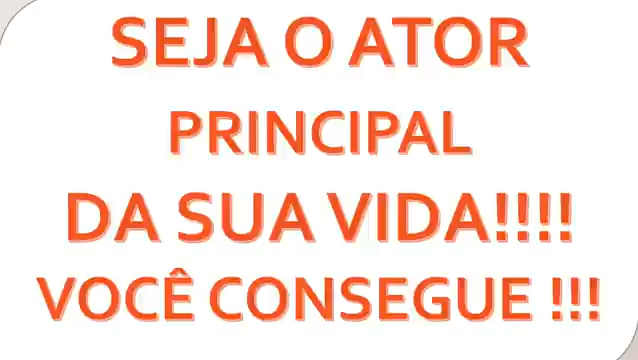 SEJA O ATOR
PRINCIPAL
DA SUA VIDA!!!!
VOCÊ CONSEGUE !!!